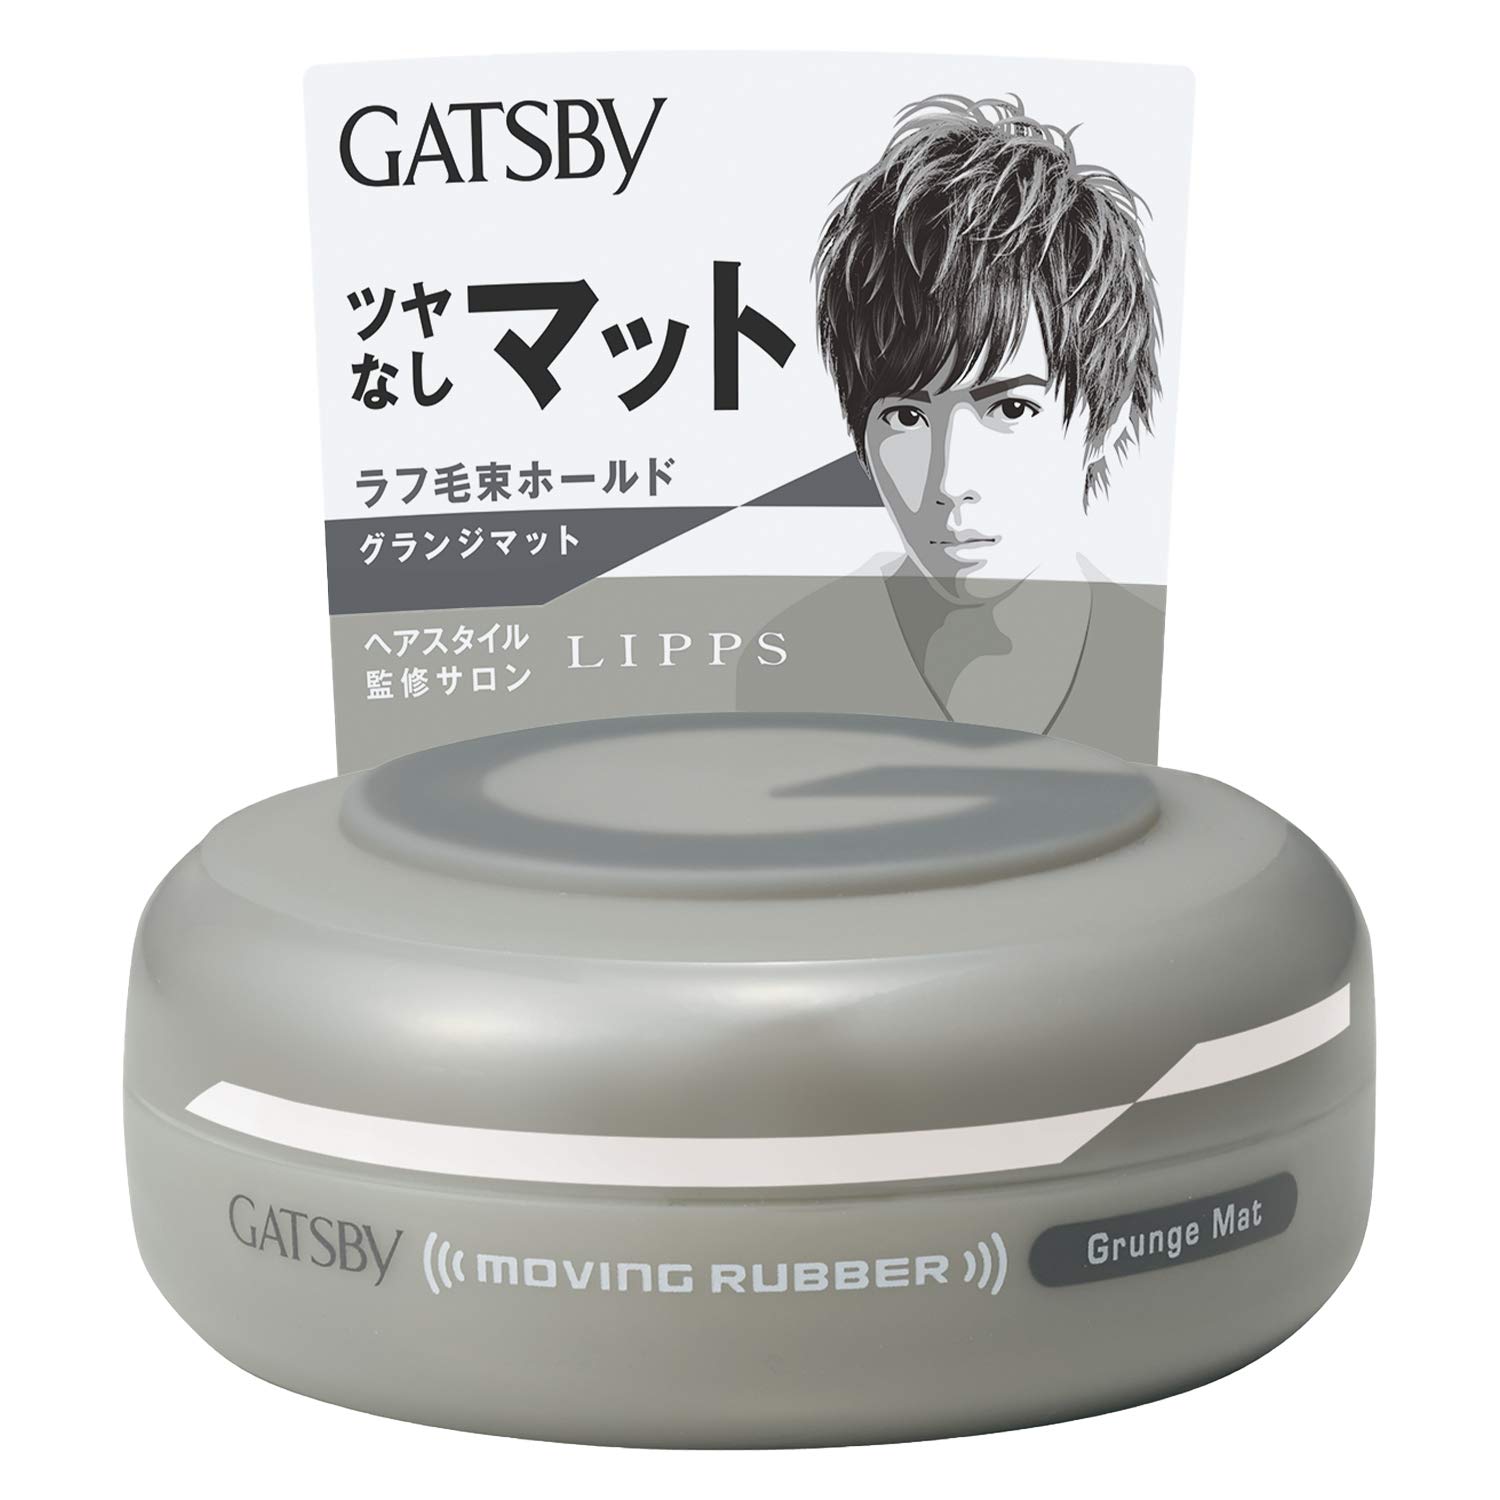 GATSBY
ツヤ
なし
マット
ラフ毛束ホールド
グランジマット
ヘアスタイル
監修サロン
LIPPS
G
GATSBY
MOVING RUBBER
Grunge Mat